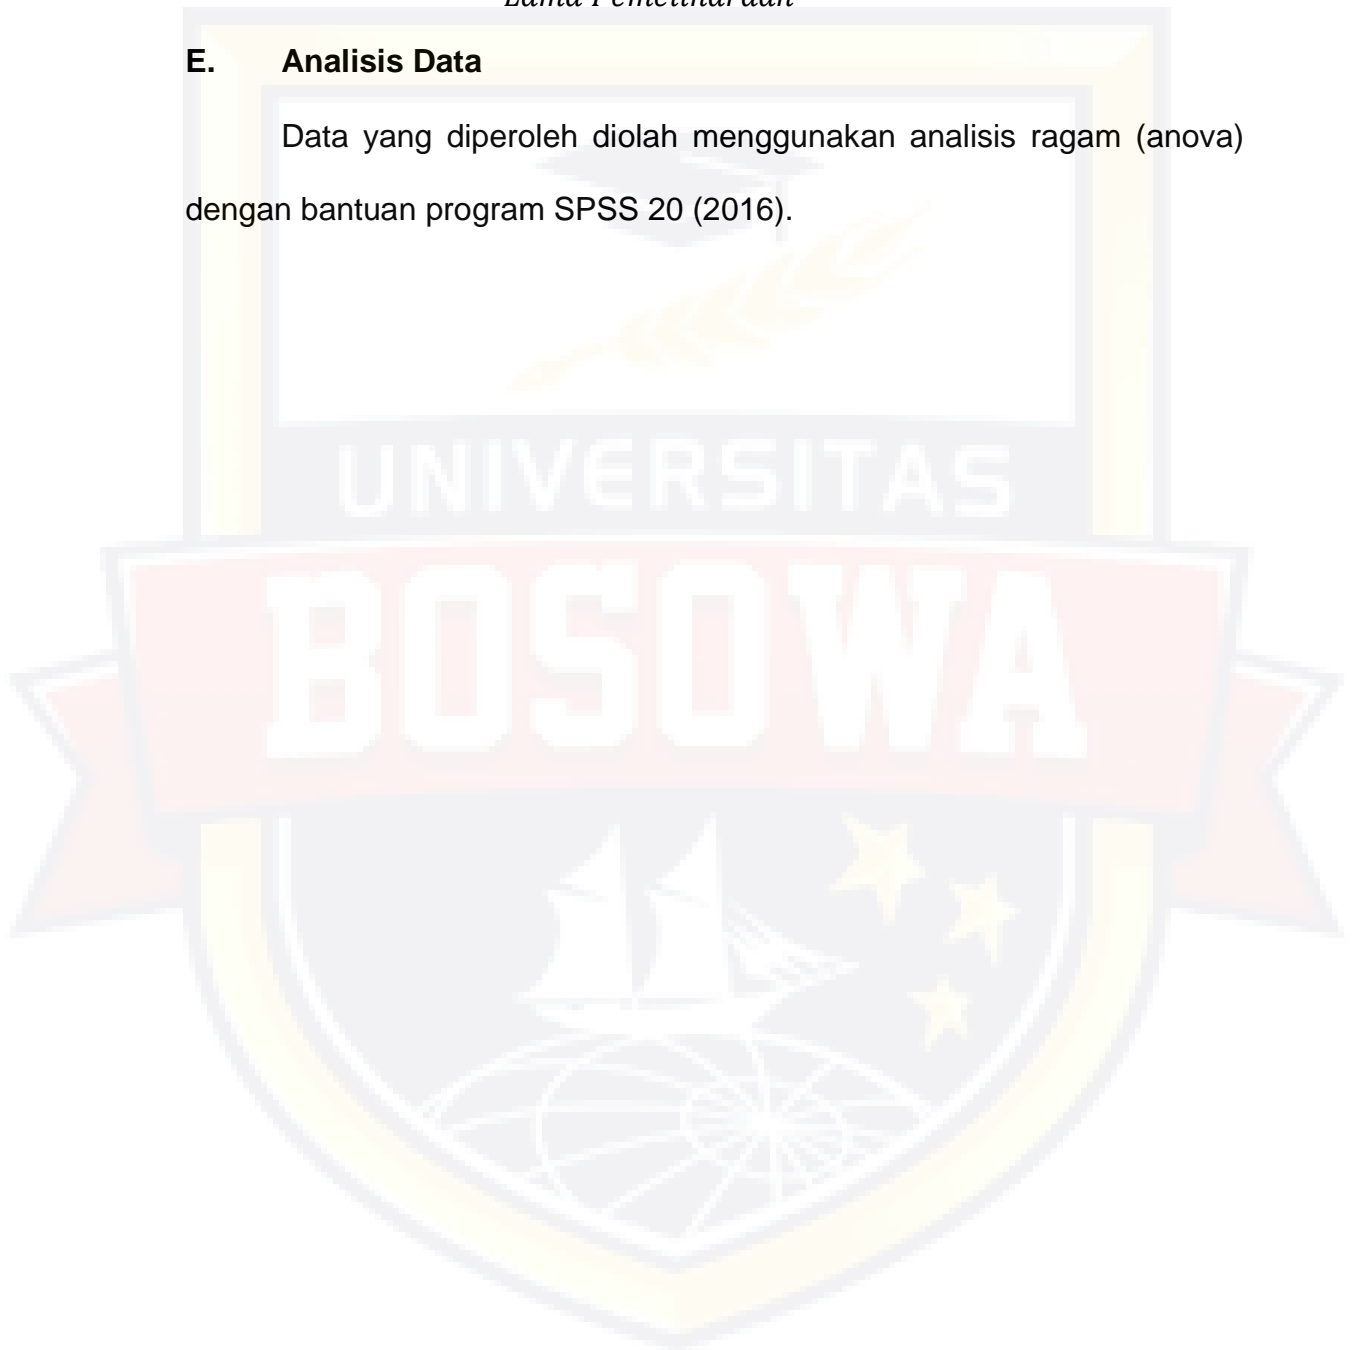 Lama Pemeliharaan
E. Analisis Data
Data yang diperoleh diolah menggunakan analisis ragam (anova)
dengan bantuan program SPSS 20 (2016).
UNIVERSITAS
BOSOWA